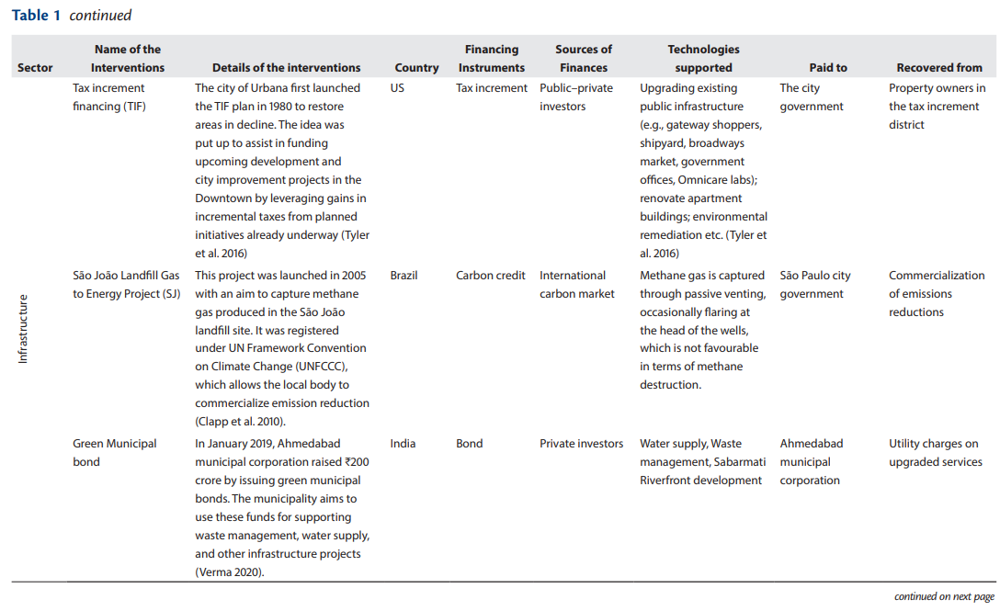 Table 1 continued
Sector
Name of the
Interventions
Details of the interventions
Country
Financing
Instruments
Sources of
Finances
Technologies
supported
Paid to
Recovered from
Infrastructure
Tax increment
financing (TIF)
The city of Urbana first launched
the TIF plan in 1980 to restore
areas in decline. The idea was
put up to assist in funding
upcoming development and
city improvement projects in the
Downtown by leveraging gains in
incremental taxes from planned
initiatives already underway (Tyler
et al. 2016)
US
Tax increment
Public–private
investors
Upgrading existing
public infrastructure
(e.g., gateway shoppers,
shipyard, broadways
market, government
offices, Omnicare labs);
renovate apartment
buildings; environmental
remediation etc. (Tyler et
al. 2016)
The city
government
Property owners in
the tax increment
district
São João Landfill Gas
to Energy Project (SJ)
This project was launched in 2005
with an aim to capture methane
gas produced in the São João
landfill site. It was registered
under UN Framework Convention
on Climate Change (UNFCCC),
which allows the local body to
commercialize emission reduction
(Clapp et al. 2010).
Brazil
Carbon credit
International
carbon market
Methane gas is captured
through passive venting,
occasionally flaring at
the head of the wells,
which is not favourable
in terms of methane
destruction.
São Paulo city
government
Commercialization
of emissions
reductions
Green Municipal
bond
In January 2019, Ahmedabad
municipal corporation raised ₹200
crore by issuing green municipal
bonds. The municipality aims to
use these funds for supporting
waste management, water supply,
and other infrastructure projects
(Verma 2020).
India
Bond
Private investors
Water supply, Waste
management, Sabarmati
Riverfront development
Ahmedabad
municipal
corporation
Utility charges on
upgraded services
continued on next page